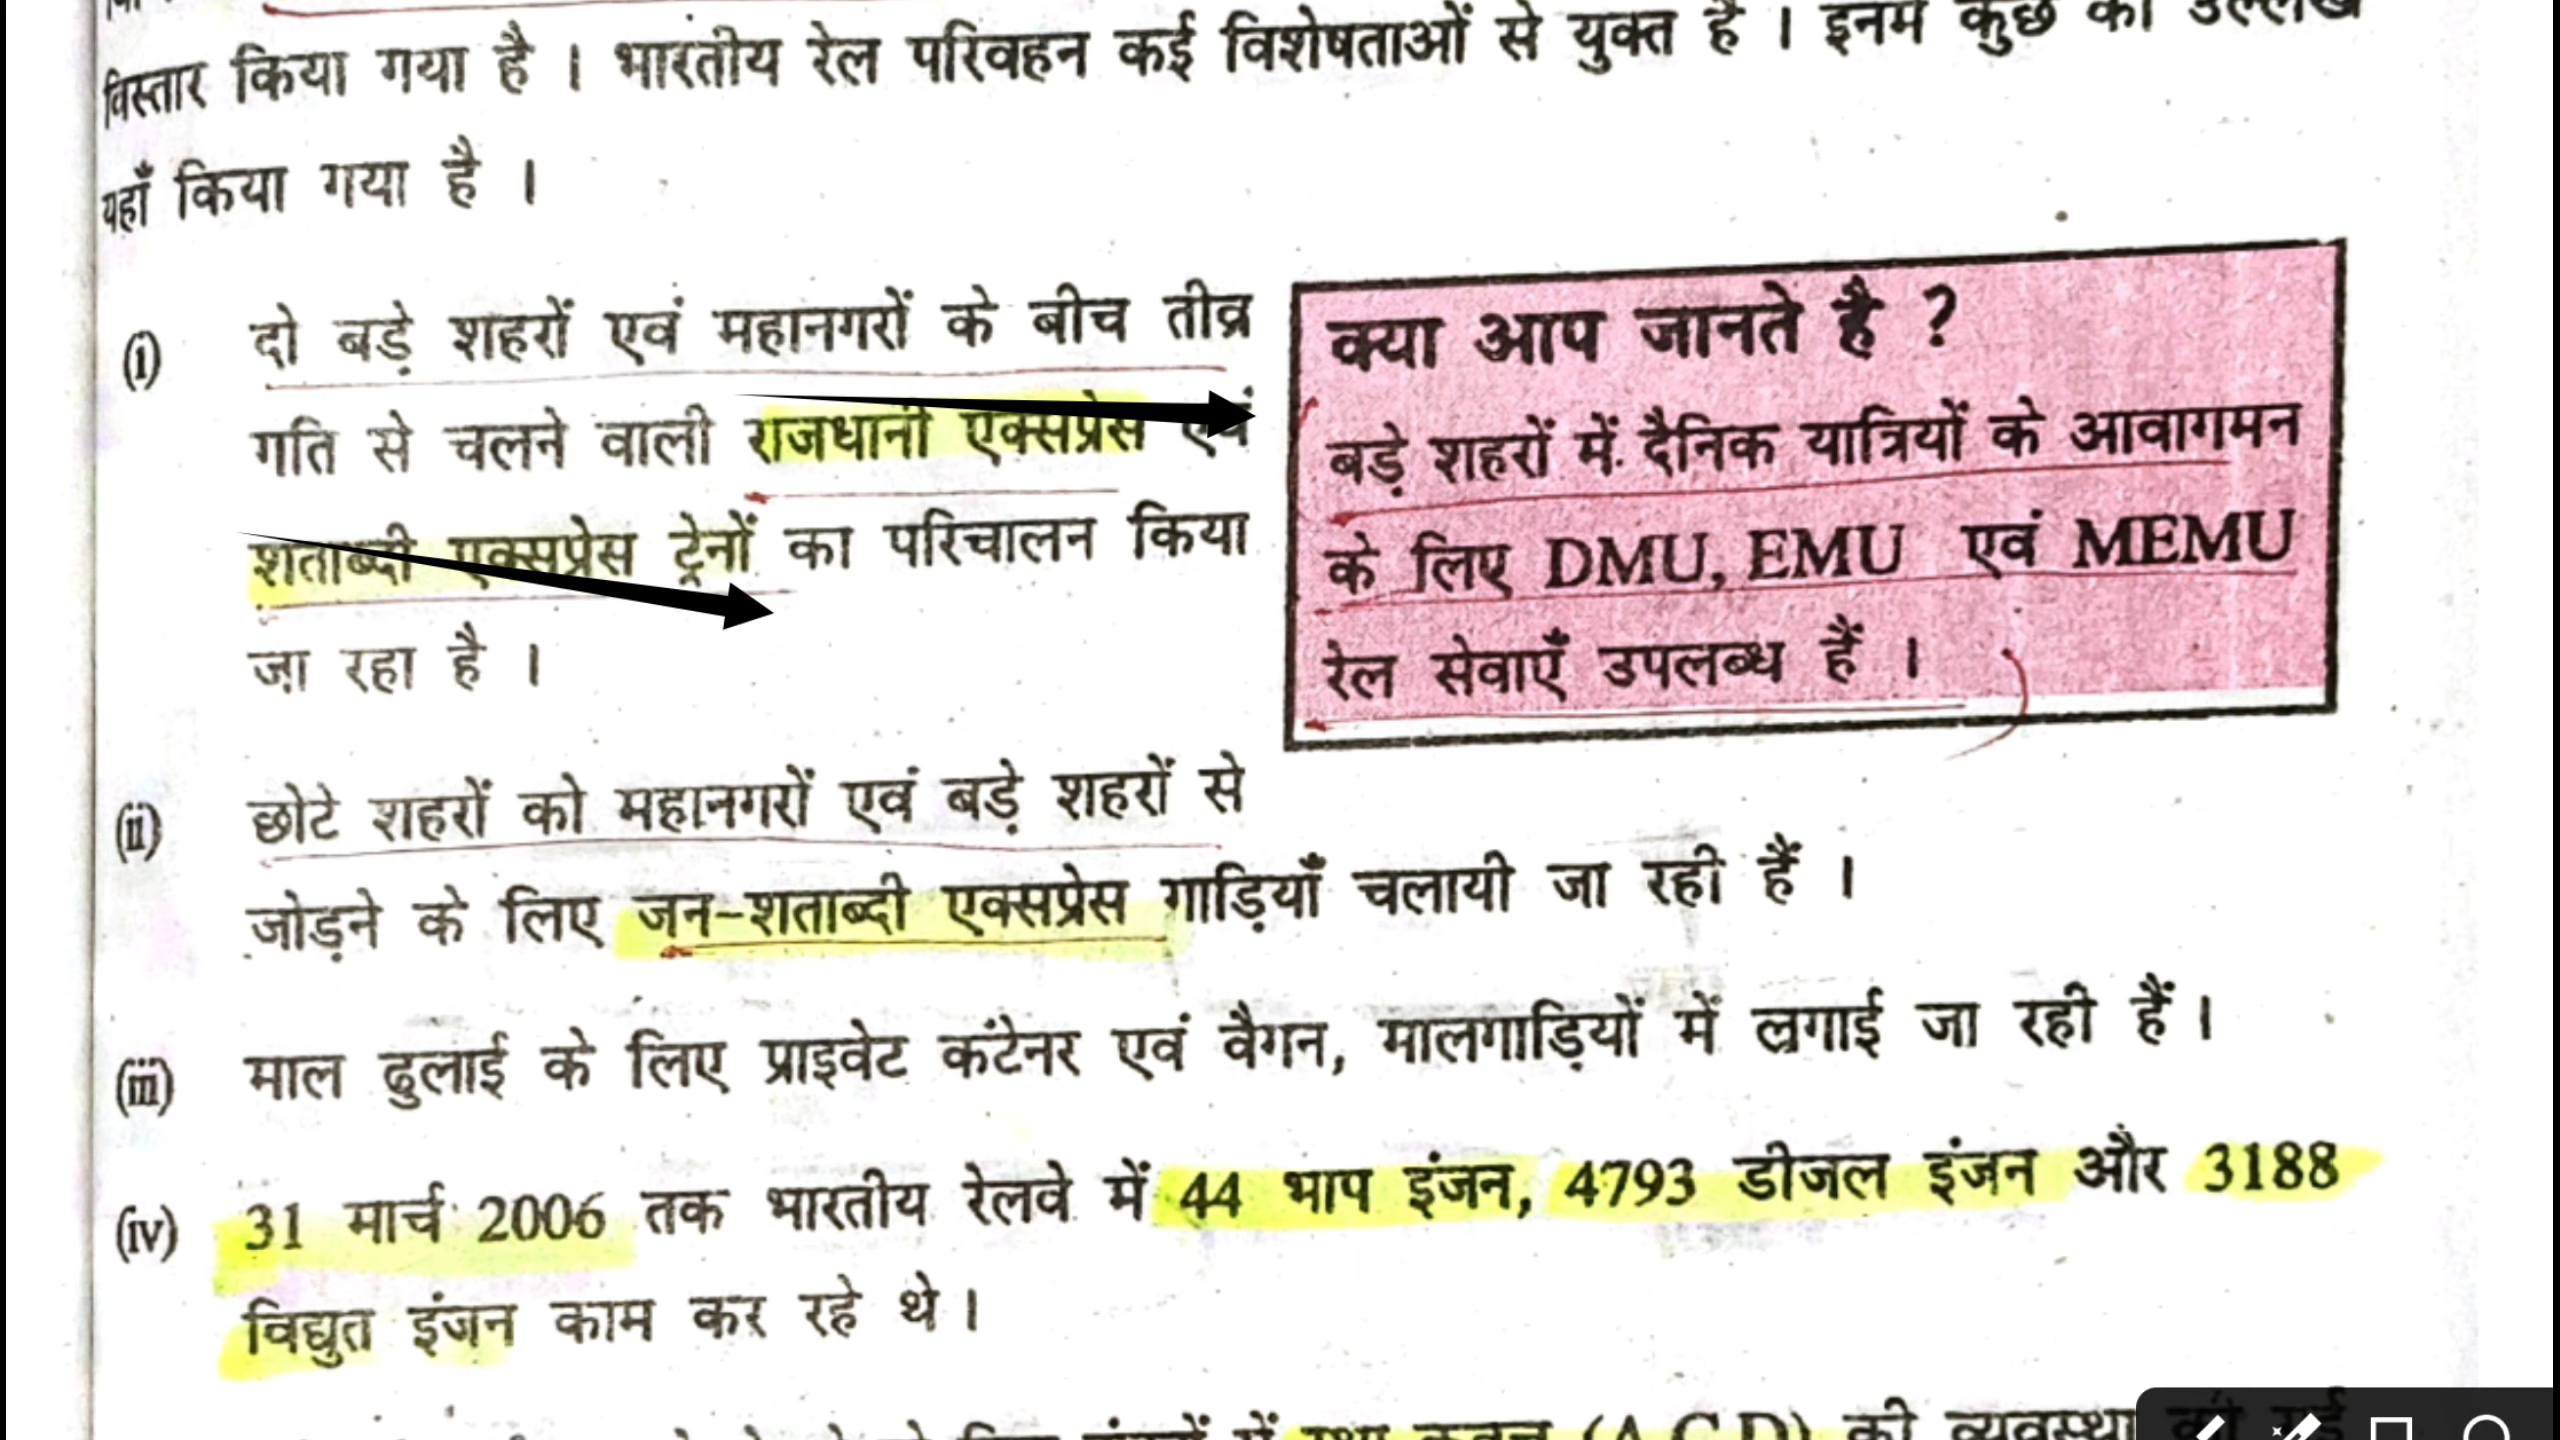 विस्तार किया गया है । भारतीय रेल परिवहन कई विशेषताओं से युक्त है । इनमें कुछ का उल्लेख
यहाँ किया गया है ।
(i) दो बड़े शहरों एवं महानगरों के बीच तीव्र
गति से चलने वाली राजधानी एक्सप्रेस एवं
शताब्दी एक्सप्रेस ट्रेनों का परिचालन किया
जा रहा है ।
क्या आप जानते है ?
बड़े शहरों में दैनिक यात्रियों के आवागमन
के लिए DMU, EMU एवं MEMU
रेल सेवाएँ उपलब्ध हैं ।
(ii) छोटे शहरों को महानगरों एवं बड़े शहरों से
जोड़ने के लिए जन-शताब्दी एक्सप्रेस गाड़ियाँ चलायी जा रही हैं ।
(iii) माल ढुलाई के लिए प्राइवेट कंटेनर एवं वैगन, मालगाड़ियों में लगाई जा रही हैं ।
(iv) 31 मार्च 2006 तक भारतीय रेलवे में 44 भाप इंजन, 4793 डीजल इंजन और 3188
विद्युत इंजन काम कर रहे थे ।
(A.C.D) की व्यवस्था की गई